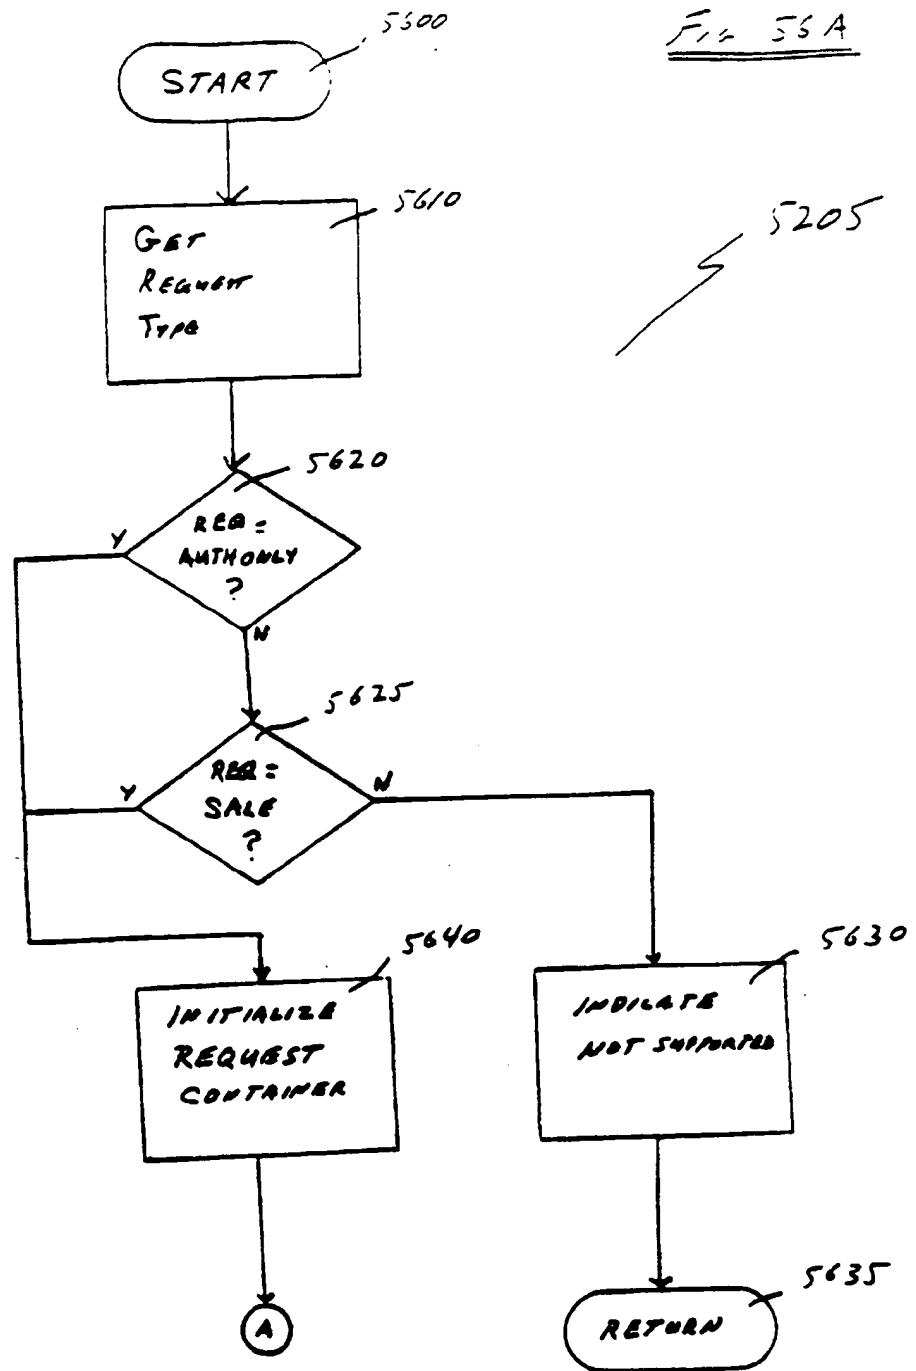 5600
Fig 56A
START
5610
5205
GET
REQUEST
TYPE
5620
Y
REQ =
AUTHONLY
?
N
5625
Y
REQ =
SALE
?
N
5640
5630
INITIALIZE
REQUEST
CONTAINER
INDICATE
NOT SUPPORTED
5635
A
RETURN